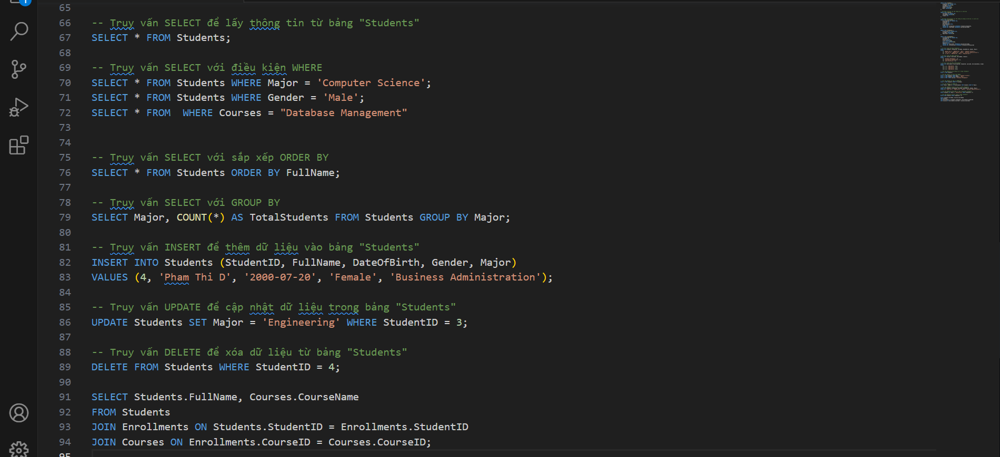 1
65
66 -- Truy vấn SELECT để lấy thông tin từ bảng "Students"
67 SELECT * FROM Students;
68
69 -- Truy vấn SELECT với điều kiện WHERE
70 SELECT * FROM Students WHERE Major = 'Computer Science';
71 SELECT * FROM Students WHERE Gender = 'Male';
72 SELECT * FROM  WHERE Courses = "Database Management"
73
74
75 -- Truy vấn SELECT với sắp xếp ORDER BY
76 SELECT * FROM Students ORDER BY FullName;
77
78 -- Truy vấn SELECT với GROUP BY
79 SELECT Major, COUNT(*) AS TotalStudents FROM Students GROUP BY Major;
80
81 -- Truy vấn INSERT để thêm dữ liệu vào bảng "Students"
82 INSERT INTO Students (StudentID, FullName, DateOfBirth, Gender, Major)
83 VALUES (4, 'Pham Thi D', '2000-07-20', 'Female', 'Business Administration');
84
85 -- Truy vấn UPDATE để cập nhật dữ liệu trong bảng "Students"
86 UPDATE Students SET Major = 'Engineering' WHERE StudentID = 3;
87
88 -- Truy vấn DELETE để xóa dữ liệu từ bảng "Students"
89 DELETE FROM Students WHERE StudentID = 4;
90
91 SELECT Students.FullName, Courses.CourseName
92 FROM Students
93 JOIN Enrollments ON Students.StudentID = Enrollments.StudentID
94 JOIN Courses ON Enrollments.CourseID = Courses.CourseID;
95